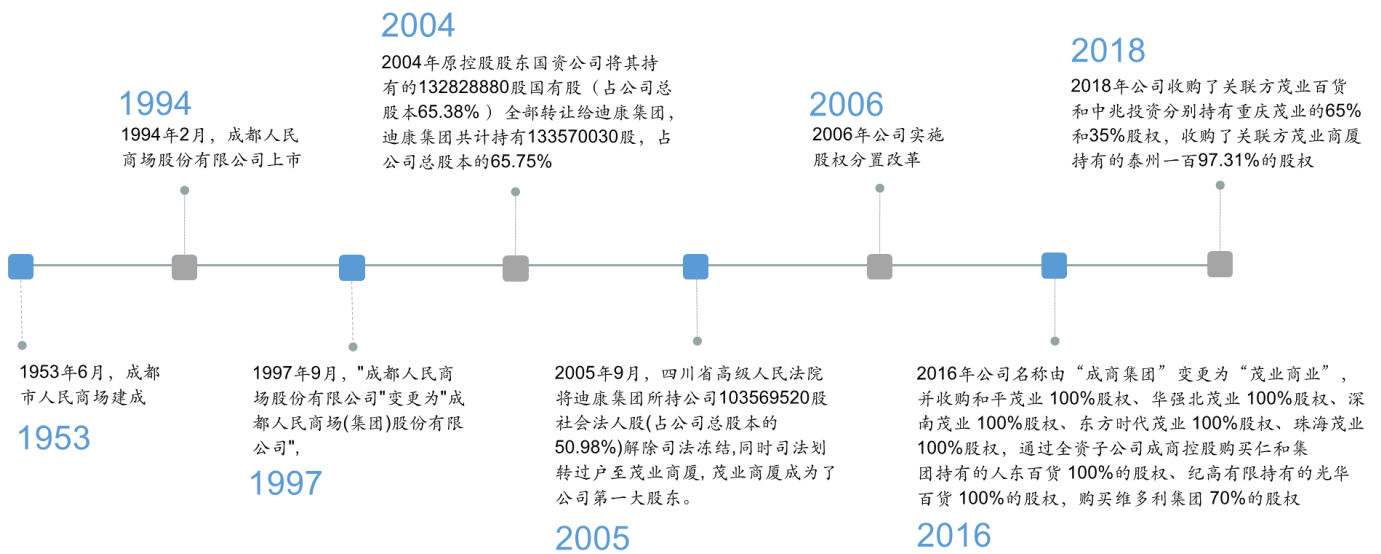 1953年6月，成都
市人民商场建成
1953
1994
1994年2月，成都人民
商场股份有限公司上市
1997年9月，"成都人民商
场股份有限公司"变更为"成
都人民商场(集团)股份有限
公司",
1997
2004
2004年原控股股东国资公司将其持
有的132828880股国有股（占公司总
股本65.38% ）全部转让给迪康集团，
迪康集团共计持有133570030股，占
公司总股本的65.75%
2005年9月，四川省高级人民法院
将迪康集团所持公司103569520股
社会法人股(占公司总股本的
50.98%)解除司法冻结,同时司法划
转过户至茂业商厦, 茂业商厦成为了
公司第一大股东。
2005
2006
2006年公司实施
股权分置改革
2016年公司名称由“成商集团”变更为“茂业商业”，
并收购和平茂业 100%股权、华强北茂业 100%股权、深
南茂业 100%股权、东方时代茂业 100%股权、珠海茂业
100%股权，通过全资子公司成商控股购买仁和集
团持有的人东百货 100%的股权、纪高有限持有的光华
百货 100%的股权，购买维多利集团 70%的股权
2016
2018
2018年公司收购了关联方茂业百货
和中兆投资分别持有重庆茂业的65%
和35%股权，收购了关联方茂业商厦
持有的泰州一百97.31%的股权